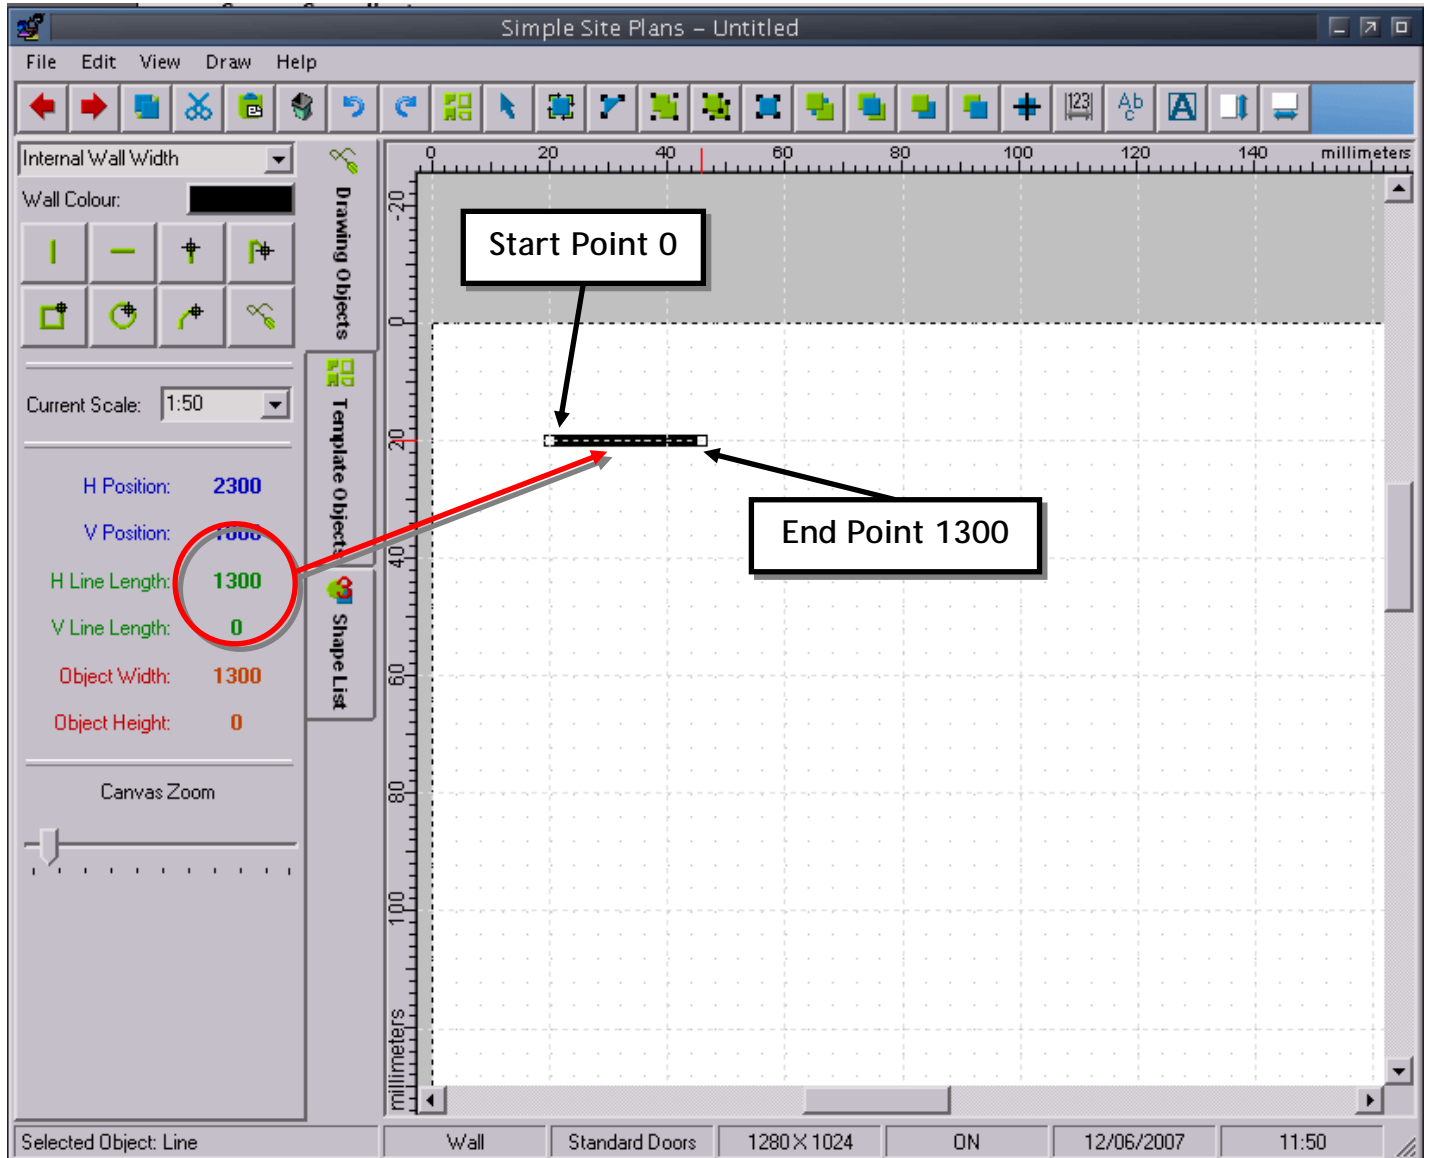 Simple Site Plans – Untitled
File Edit View Draw Help
123 Ab c A
Internal Wall Width
Wall Colour:
Drawing Objects
Template Objects
Shape List
Current Scale: 1:50
H Position: 2300
V Position:
H Line Length: 1300
V Line Length: 0
Object Width: 1300
Object Height: 0
Canvas Zoom
0 20 40 60 80 100 120 140 millimeters
-20
0
20
40
60
80
100
millimeters
Start Point 0
End Point 1300
Selected Object: Line Wall Standard Doors 1280 X 1024 ON 12/06/2007 11:50